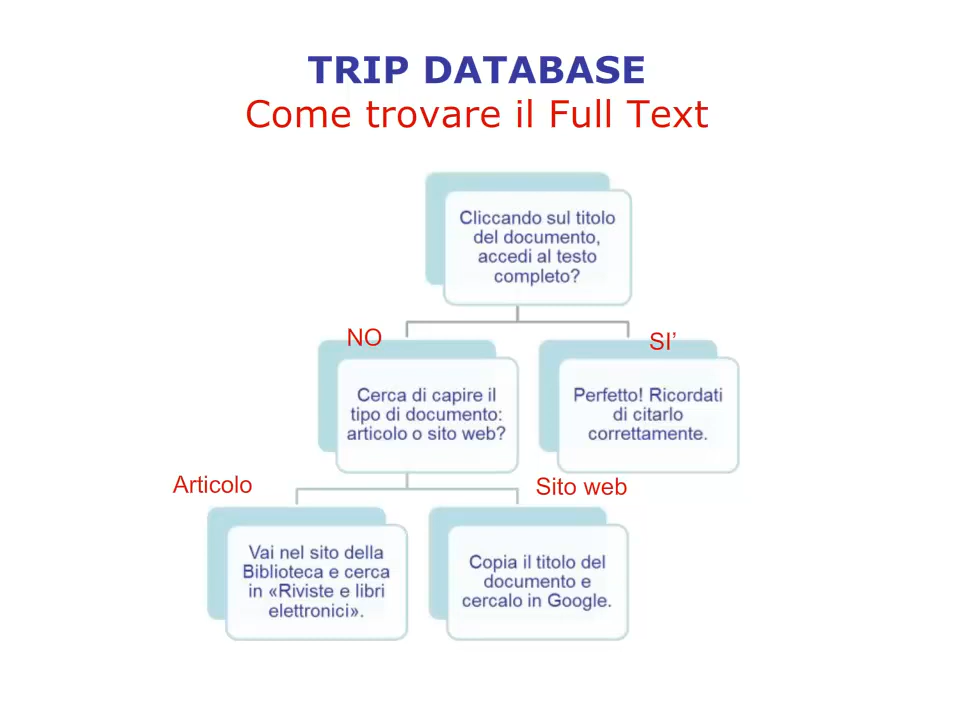 TRIP DATABASE
Come trovare il Full Text
Cliccando sul titolo
del documento,
accedi al testo
completo?
NO
SI’
Cerca di capire il
tipo di documento:
articolo o sito web?
Perfetto! Ricordati
di citarlo
correttamente.
Articolo
Sito web
Vai nel sito della
Biblioteca e cerca
in «Riviste e libri
elettronici».
Copia il titolo del
documento e
cercalo in Google.